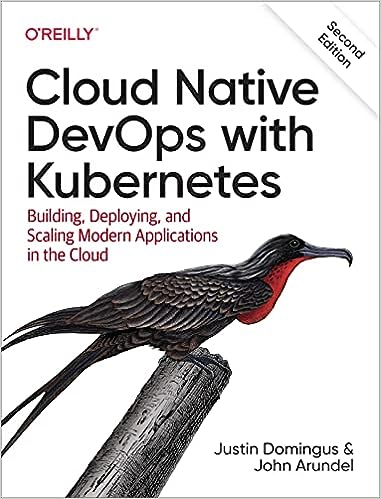 O'REILLY®
Second
Edition
Cloud Native
DevOps with
Kubernetes
Building, Deploying, and
Scaling Modern Applications
in the Cloud
Justin Domingus &
John Arundel